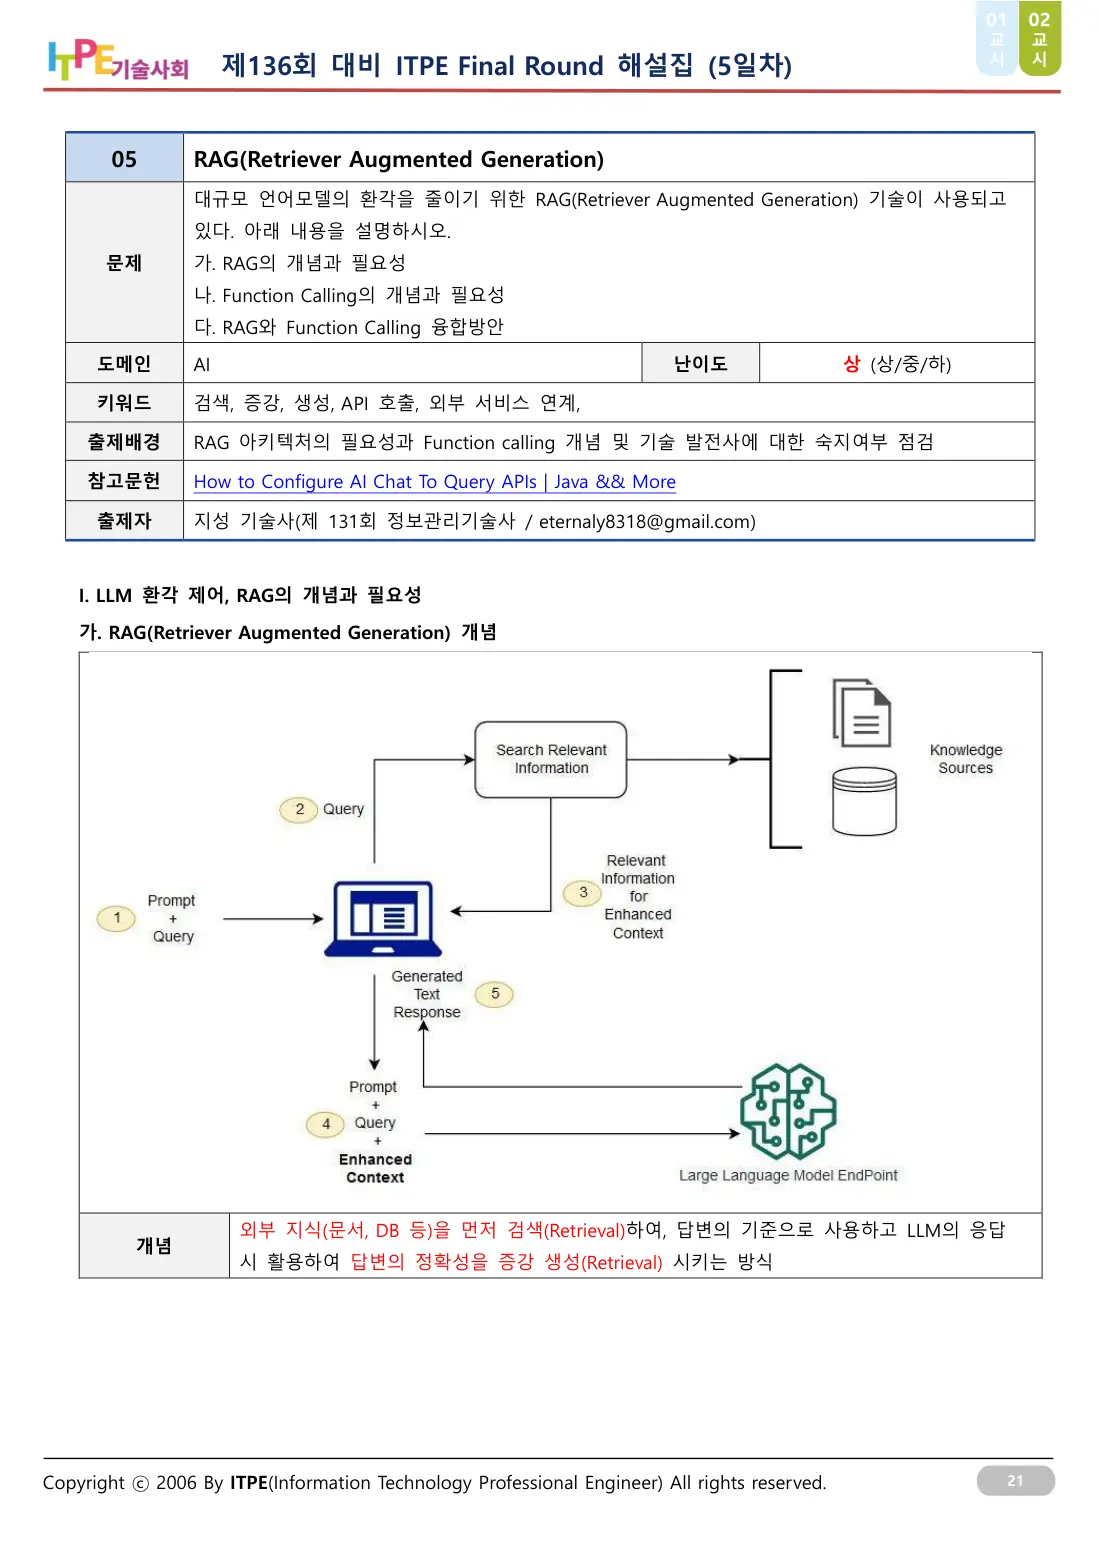 ITPE기술사회 제136회 대비 ITPE Final Round 해설집 (5일차)
01 교시
02 교시
05 RAG(Retriever Augmented Generation)
문제
대규모 언어모델의 환각을 줄이기 위한 RAG(Retriever Augmented Generation) 기술이 사용되고
있다. 아래 내용을 설명하시오.
가. RAG의 개념과 필요성
나. Function Calling의 개념과 필요성
다. RAG와 Function Calling 융합방안
도메인 AI 난이도 상 (상/중/하)
키워드 검색, 증강, 생성, API 호출, 외부 서비스 연계,
출제배경 RAG 아키텍처의 필요성과 Function calling 개념 및 기술 발전사에 대한 숙지여부 점검
참고문헌 How to Configure AI Chat To Query APIs | Java && More
출제자 지성 기술사(제 131회 정보관리기술사 / eternaly8318@gmail.com)
I. LLM 환각 제어, RAG의 개념과 필요성
가. RAG(Retriever Augmented Generation) 개념
Search Relevant
Information
Knowledge
Sources
2 Query
3
Relevant
Information
for
Enhanced
Context
1
Prompt
+
Query
Generated
Text
Response
5
4
Prompt
+
Query
+
Enhanced
Context
Large Language Model EndPoint
개념
외부 지식(문서, DB 등)을 먼저 검색(Retrieval)하여, 답변의 기준으로 사용하고 LLM의 응답
시 활용하여 답변의 정확성을 증강 생성(Retrieval) 시키는 방식
Copyright ⓒ 2006 By ITPE(Information Technology Professional Engineer) All rights reserved.
21